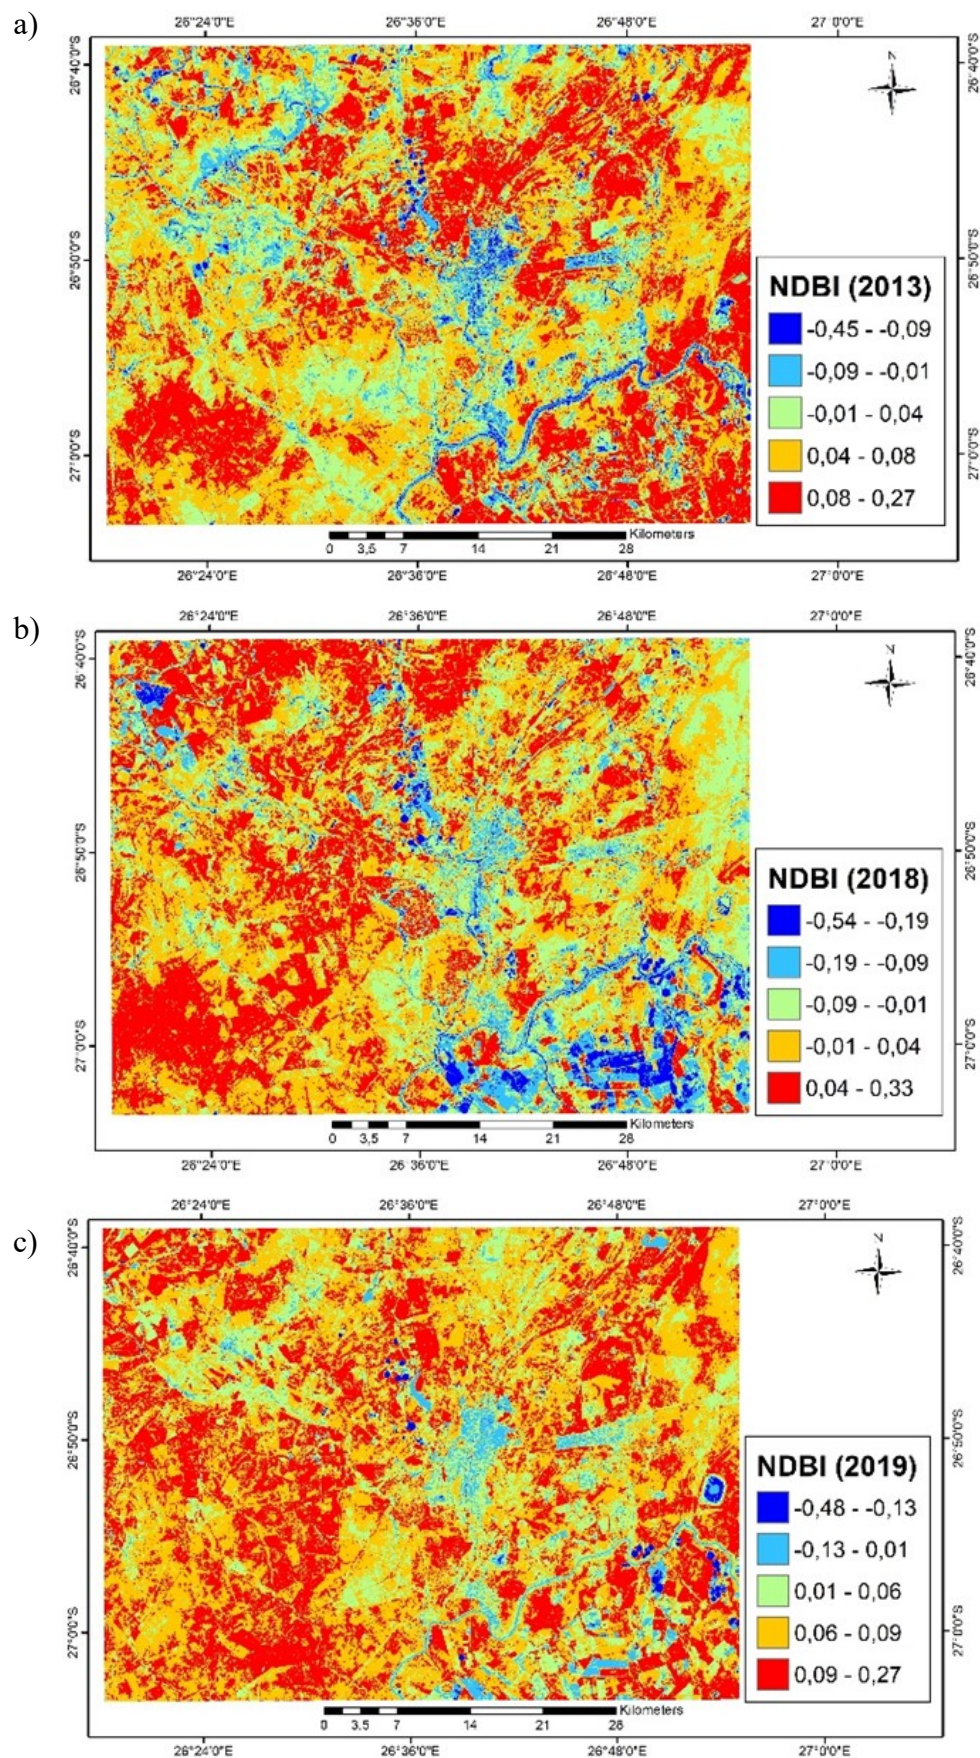 a)
26°24'0"E 26°36'0"E 26°48'0"E 27°0'0"E
26°40'0"S 26°40'0"S
N
26°50'0"S 26°50'0"S
NDBI (2013)
-0,45 - -0,09
-0,09 - -0,01
-0,01 - 0,04
0,04 - 0,08
0,08 - 0,27
27°0'0"S 27°0'0"S
Kilometers
0 3,5 7 14 21 28
26°24'0"E 26°36'0"E 26°48'0"E 27°0'0"E
b)
26°24'0"E 26°36'0"E 26°48'0"E 27°0'0"E
26°40'0"S 26°40'0"S
N
26°50'0"S 26°50'0"S
NDBI (2018)
-0,54 - -0,19
-0,19 - -0,09
-0,09 - -0,01
-0,01 - 0,04
0,04 - 0,33
27°0'0"S 27°0'0"S
Kilometers
0 3,5 7 14 21 28
26°24'0"E 26°36'0"E 26°48'0"E 27°0'0"E
c)
26°24'0"E 26°36'0"E 26°48'0"E 27°0'0"E
26°40'0"S 26°40'0"S
N
26°50'0"S 26°50'0"S
NDBI (2019)
-0,48 - -0,13
-0,13 - 0,01
0,01 - 0,06
0,06 - 0,09
0,09 - 0,27
27°0'0"S 27°0'0"S
Kilometers
0 3,5 7 14 21 28
26°24'0"E 26°36'0"E 26°48'0"E 27°0'0"E